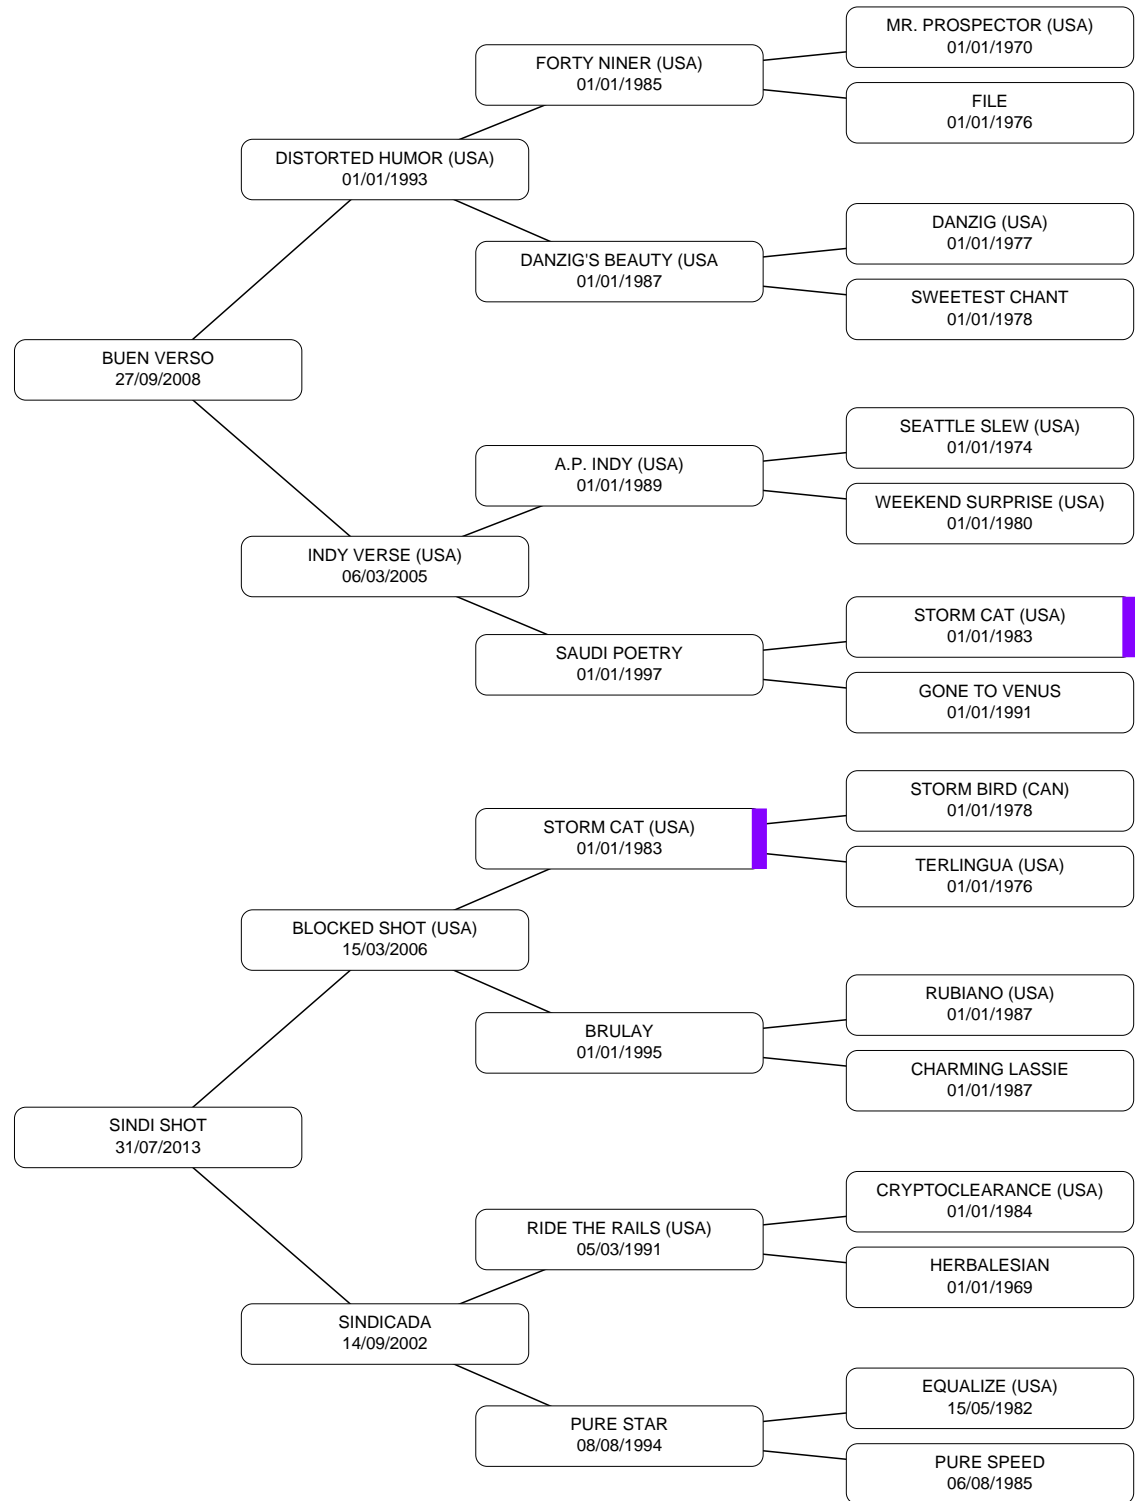 MR. PROSPECTOR (USA)
01/01/1970
FORTY NINER (USA)
01/01/1985
FILE
01/01/1976
DISTORTED HUMOR (USA)
01/01/1993
DANZIG (USA)
01/01/1977
DANZIG'S BEAUTY (USA
01/01/1987
SWEETEST CHANT
01/01/1978
BUEN VERSO
27/09/2008
SEATTLE SLEW (USA)
01/01/1974
A.P. INDY (USA)
01/01/1989
WEEKEND SURPRISE (USA)
01/01/1980
INDY VERSE (USA)
06/03/2005
STORM CAT (USA)
01/01/1983
SAUDI POETRY
01/01/1997
GONE TO VENUS
01/01/1991
STORM BIRD (CAN)
01/01/1978
STORM CAT (USA)
01/01/1983
TERLINGUA (USA)
01/01/1976
BLOCKED SHOT (USA)
15/03/2006
RUBIANO (USA)
01/01/1987
BRULAY
01/01/1995
CHARMING LASSIE
01/01/1987
SINDI SHOT
31/07/2013
CRYPTOCLEARANCE (USA)
01/01/1984
RIDE THE RAILS (USA)
05/03/1991
HERBALESIAN
01/01/1969
SINDICADA
14/09/2002
EQUALIZE (USA)
15/05/1982
PURE STAR
08/08/1994
PURE SPEED
06/08/1985